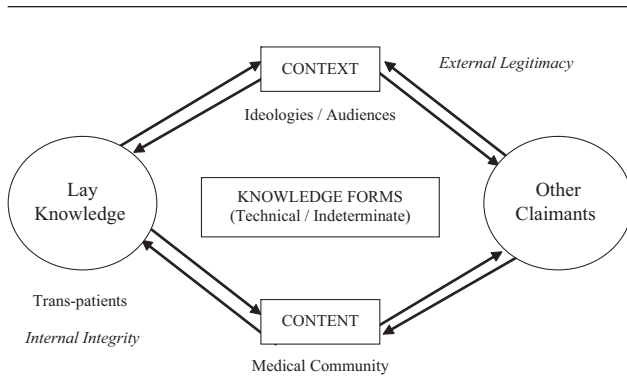 CONTEXT
External Legitimacy
Ideologies / Audiences
Lay
Knowledge
KNOWLEDGE FORMS
(Technical / Indeterminate)
Other
Claimants
Trans-patients
Internal Integrity
CONTENT
Medical Community